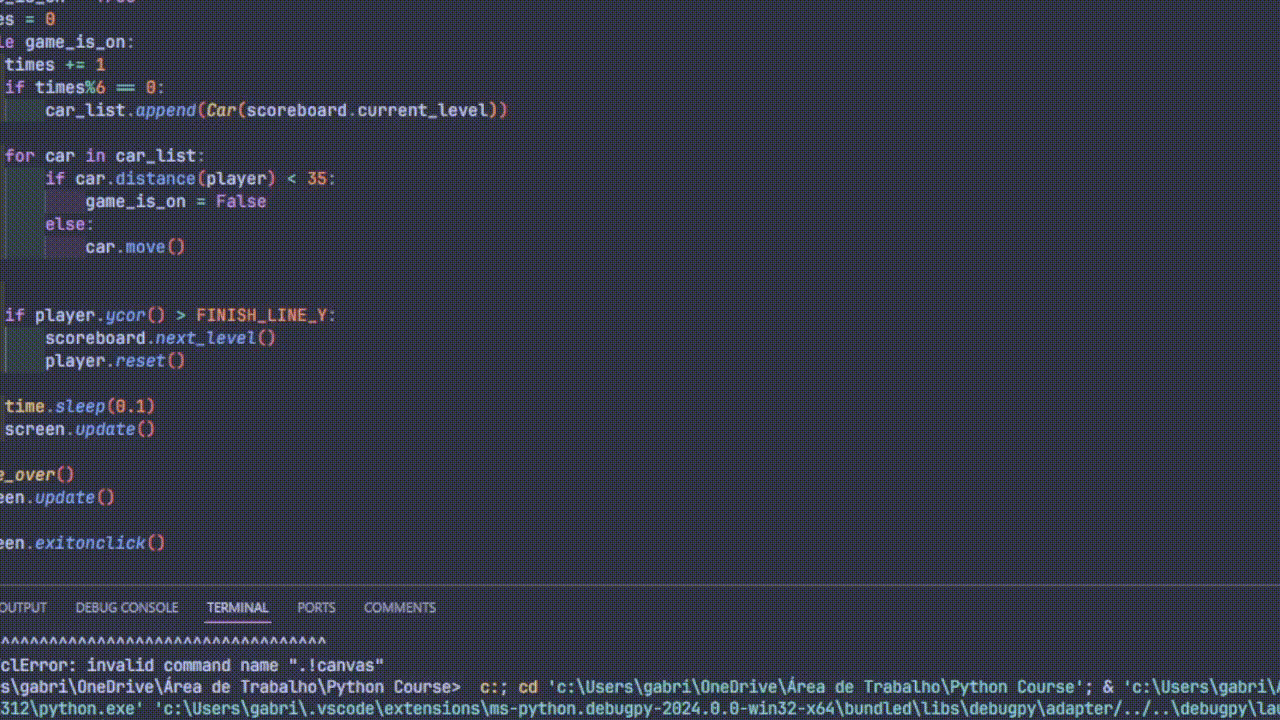 es = 0
le game_is_on:
times += 1
if times%6 == 0:
car_list.append(Car(scoreboard.current_level))
for car in car_list:
if car.distance(player) < 35:
game_is_on = False
else:
car.move()
if player.ycor() > FINISH_LINE_Y:
scoreboard.next_level()
player.reset()
time.sleep(0.1)
screen.update()
e_over()
een.update()
een.exitonclick()
OUTPUT DEBUG CONSOLE TERMINAL PORTS COMMENTS
^^^^^^^^^^^^^^^^^^^^^^^^^^^^^^^^^^
clError: invalid command name ".!canvas"
s\gabri\OneDrive\Área de Trabalho\Python Course> c:; cd 'c:\Users\gabri\OneDrive\Área de Trabalho\Python Course'; & 'c:\Users\gabri\
312\python.exe' 'c:\Users\gabri\.vscode\extensions\ms-python.debugpy-2024.0.0-win32-x64\bundled\libs\debugpy\adapter/../..\debugpy\lau